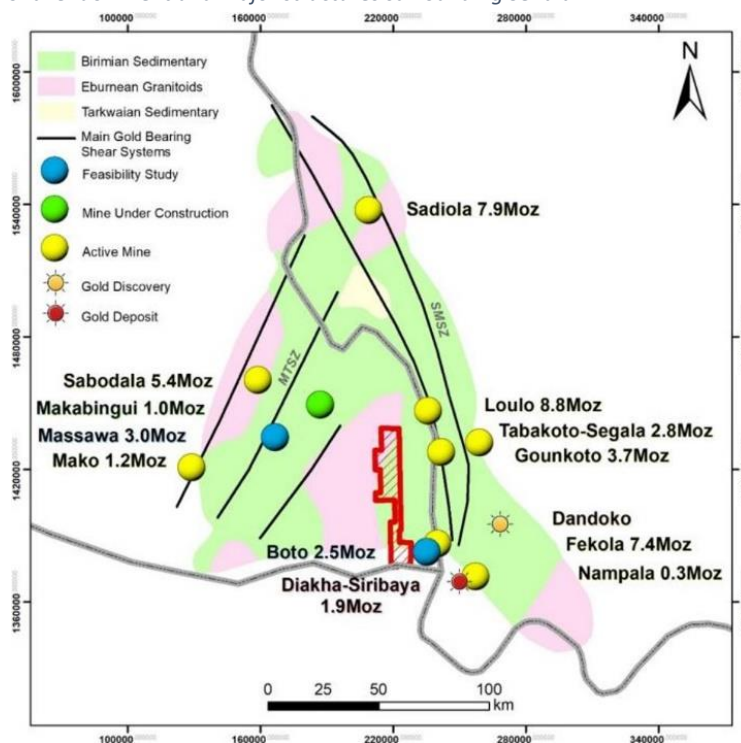 100000 160000 220000 280000 340000
N
Birimian Sedimentary
Eburnean Granitoids
Tarkwaian Sedimentary
Main Gold Bearing
Shear Systems
Feasibility Study
Mine Under Construction
Active Mine
Gold Discovery
Gold Deposit
1600000
1540000
1480000
1420000
1360000
Sadiola 7.9Moz
SMSZ
MTSZ
Sabodala 5.4Moz
Makabingui 1.0Moz
Massawa 3.0Moz
Mako 1.2Moz
Loulo 8.8Moz
Tabakoto-Segala 2.8Moz
Gounkoto 3.7Moz
Dandoko
Fekola 7.4Moz
Nampala 0.3Moz
Boto 2.5Moz
Diakha-Siribaya
1.9Moz
0 25 50 100
km
100000 160000 220000 280000 340000